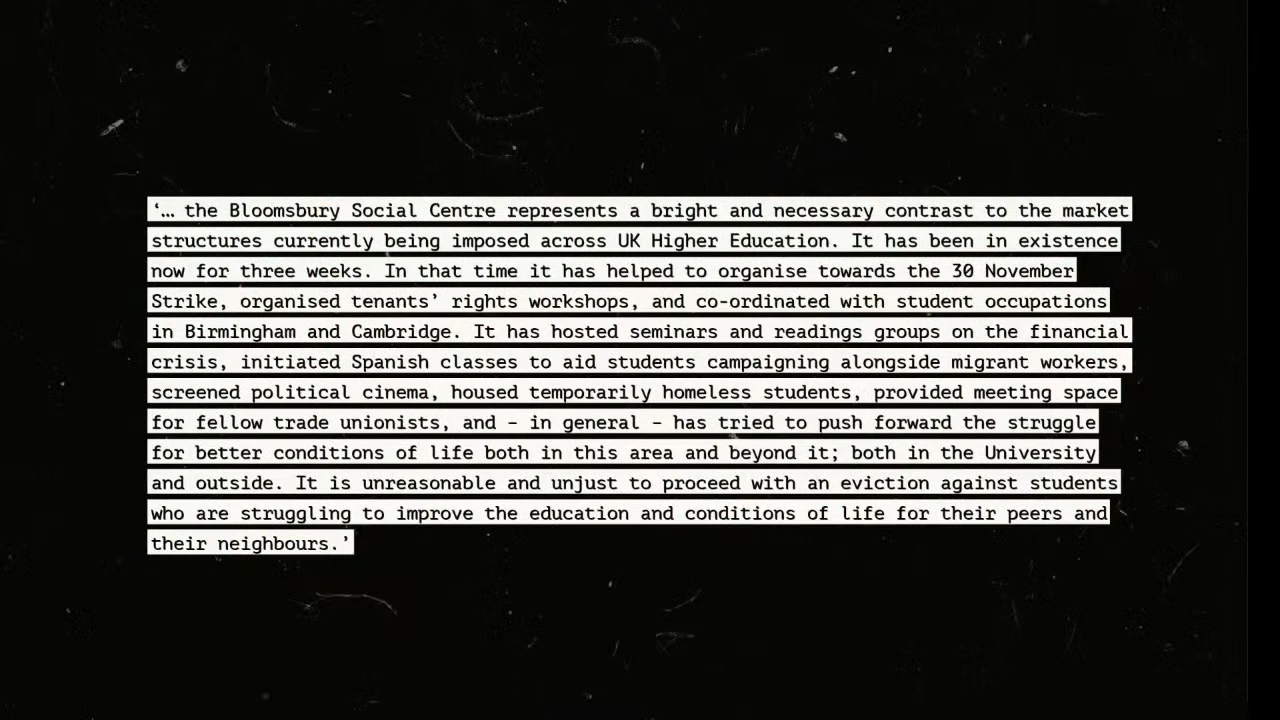 ‘… the Bloomsbury Social Centre represents a bright and necessary contrast to the market
structures currently being imposed across UK Higher Education. It has been in existence
now for three weeks. In that time it has helped to organise towards the 30 November
Strike, organised tenants’ rights workshops, and co-ordinated with student occupations
in Birmingham and Cambridge. It has hosted seminars and readings groups on the financial
crisis, initiated Spanish classes to aid students campaigning alongside migrant workers,
screened political cinema, housed temporarily homeless students, provided meeting space
for fellow trade unionists, and – in general – has tried to push forward the struggle
for better conditions of life both in this area and beyond it; both in the University
and outside. It is unreasonable and unjust to proceed with an eviction against students
who are struggling to improve the education and conditions of life for their peers and
their neighbours.’